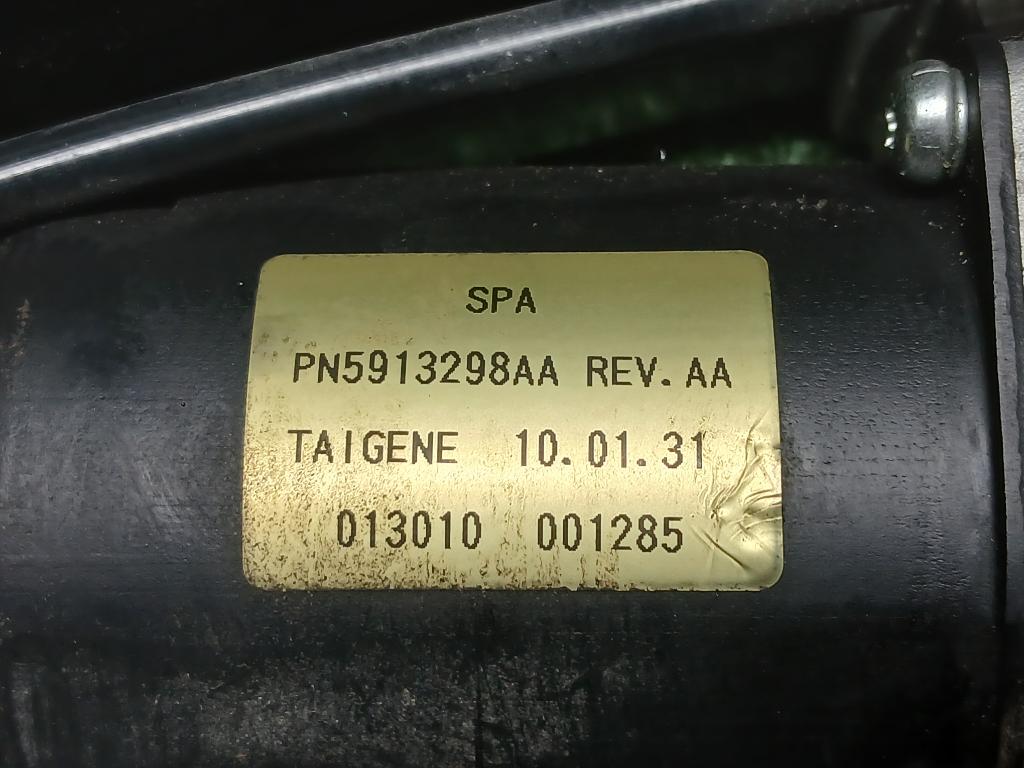 SPA
PN5913298AA REV.AA
TAIGENE 10.01.31
013010 001285